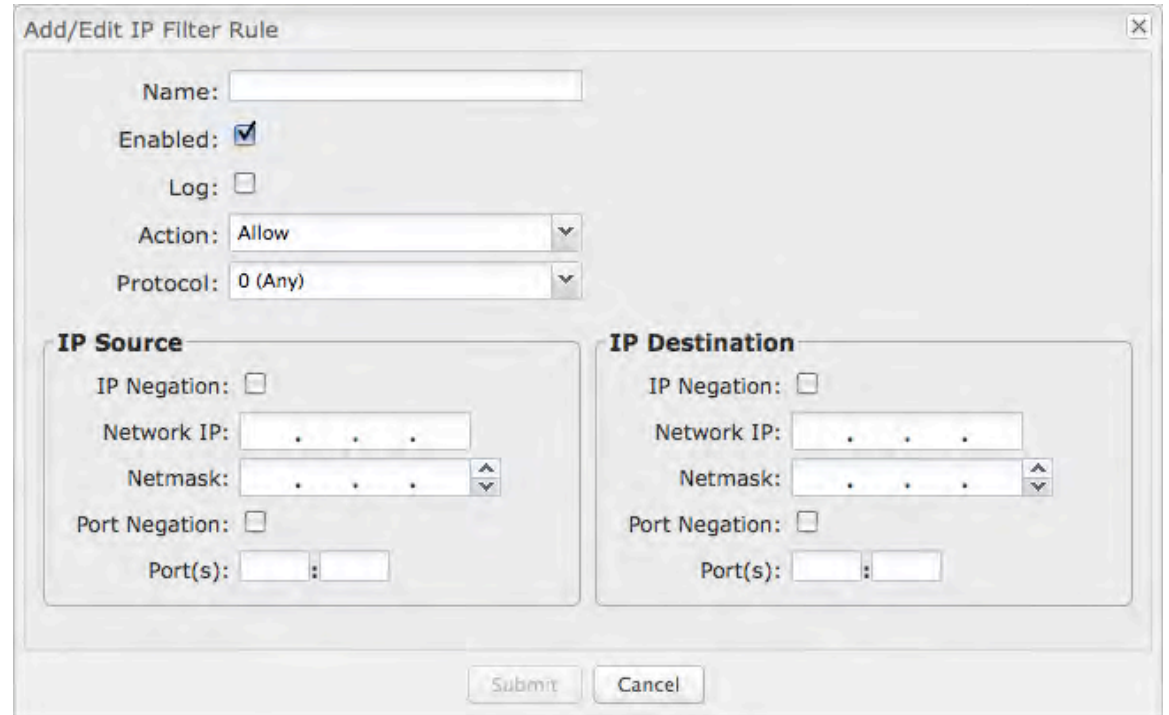 Add/Edit IP Filter Rule
Name:
Enabled:
Log:
Action: Allow
Protocol: 0 (Any)
IP Source
IP Negation:
Network IP: . . .
Netmask: . . .
Port Negation:
Port(s): :
IP Destination
IP Negation:
Network IP: . . .
Netmask: . . .
Port Negation:
Port(s): :
Submit Cancel